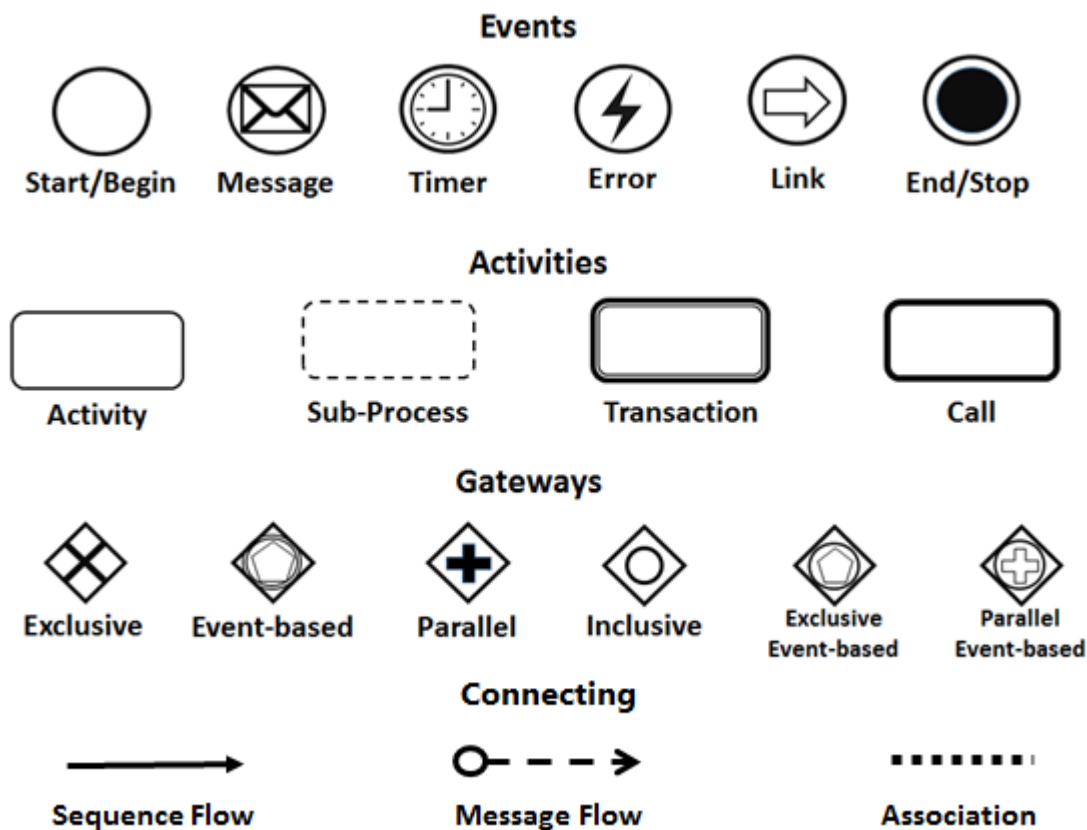 Events
Start/Begin
Message
Timer
Error
Link
End/Stop
Activities
Activity
Sub-Process
Transaction
Call
Gateways
Exclusive
Event-based
Parallel
Inclusive
Exclusive
Event-based
Parallel
Event-based
Connecting
Sequence Flow
Message Flow
Association